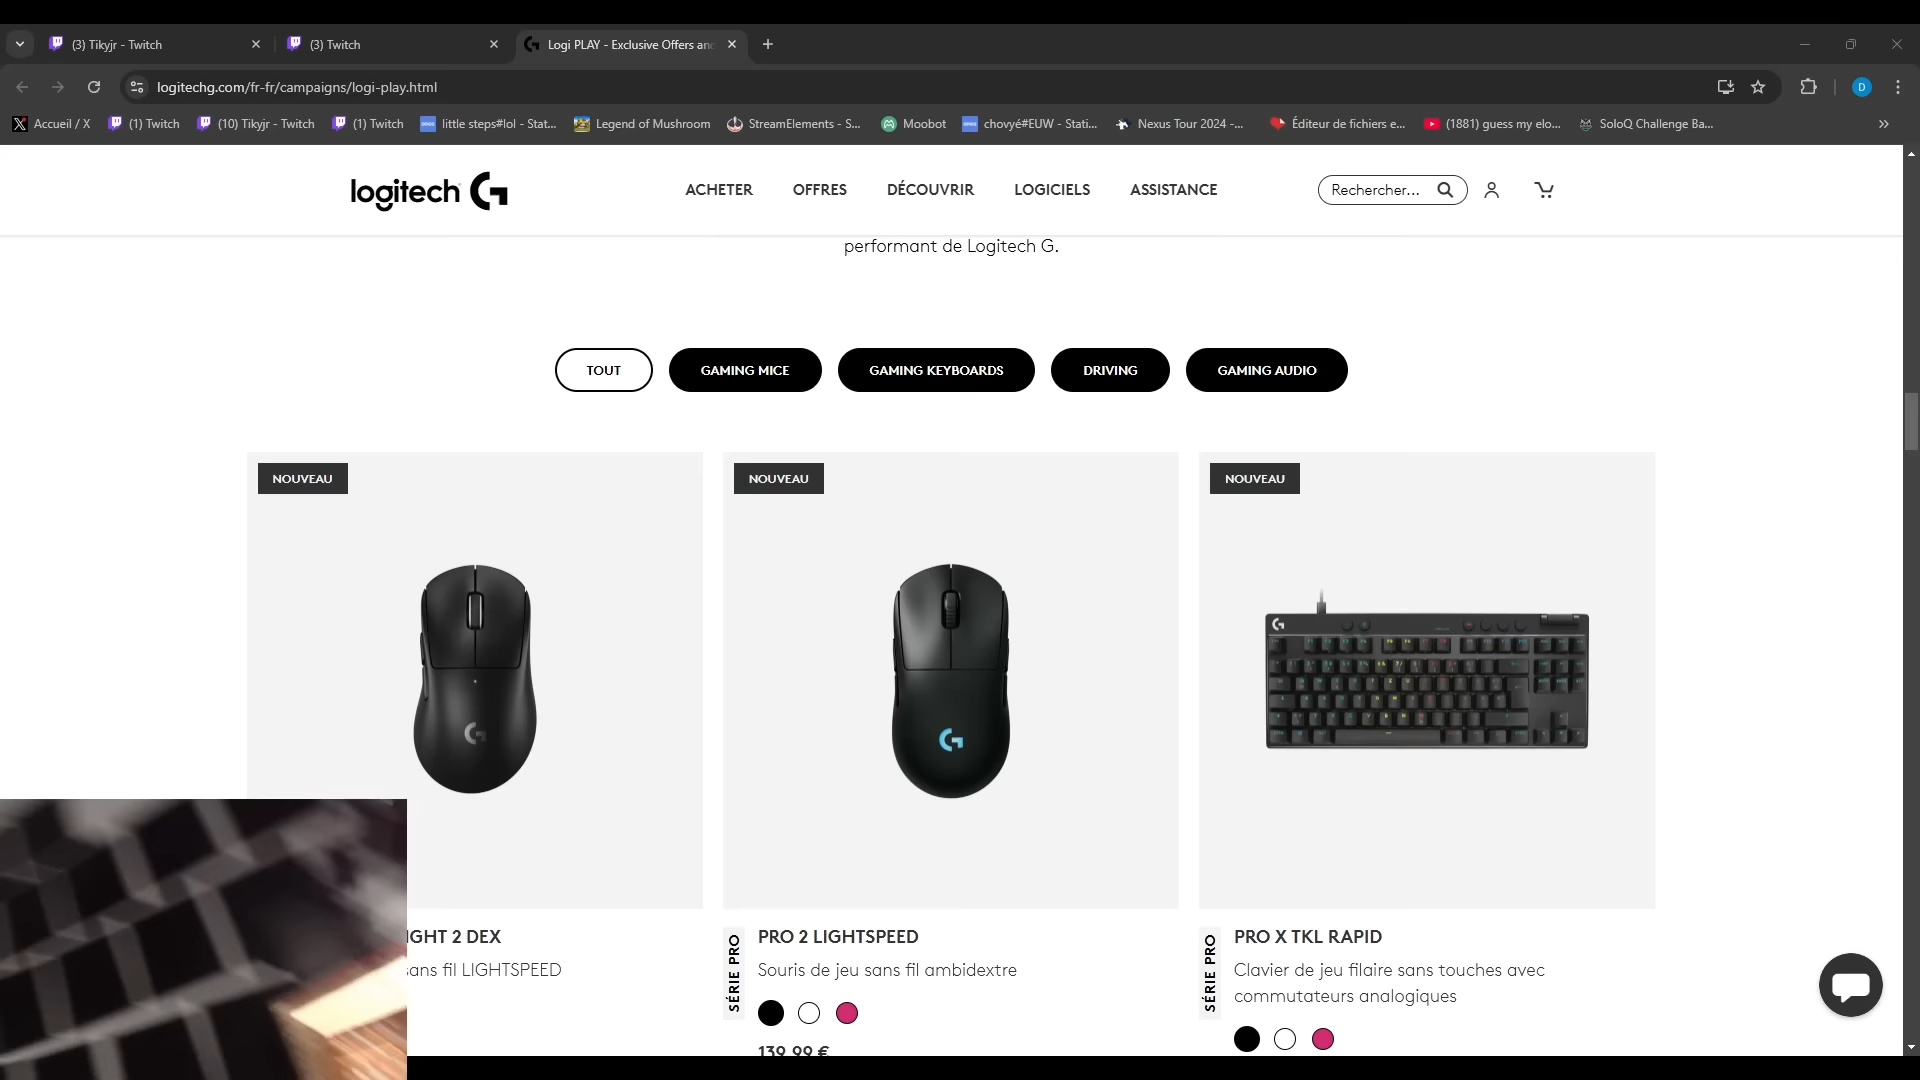 (3) Tikyjr - Twitch
(3) Twitch
Logi PLAY - Exclusive Offers and
logitechg.com/fr-fr/campaigns/logi-play.html
D
Accueil / X
(1) Twitch
(10) Tikyjr - Twitch
(1) Twitch
little steps#lol - Stat...
Legend of Mushroom
StreamElements - S...
Moobot
chovyé#EUW - Stati...
Nexus Tour 2024 -...
Éditeur de fichiers e...
(1881) guess my elo...
SoloQ Challenge Ba...
logitech G
ACHETER
OFFRES
DÉCOUVRIR
LOGICIELS
ASSISTANCE
Rechercher...
performant de Logitech G.
TOUT
GAMING MICE
GAMING KEYBOARDS
DRIVING
GAMING AUDIO
NOUVEAU
NOUVEAU
NOUVEAU
IGHT 2 DEX
sans fil LIGHTSPEED
SÉRIE PRO
PRO 2 LIGHTSPEED
Souris de jeu sans fil ambidextre
139,99 €
SÉRIE PRO
PRO X TKL RAPID
Clavier de jeu filaire sans touches avec
commutateurs analogiques